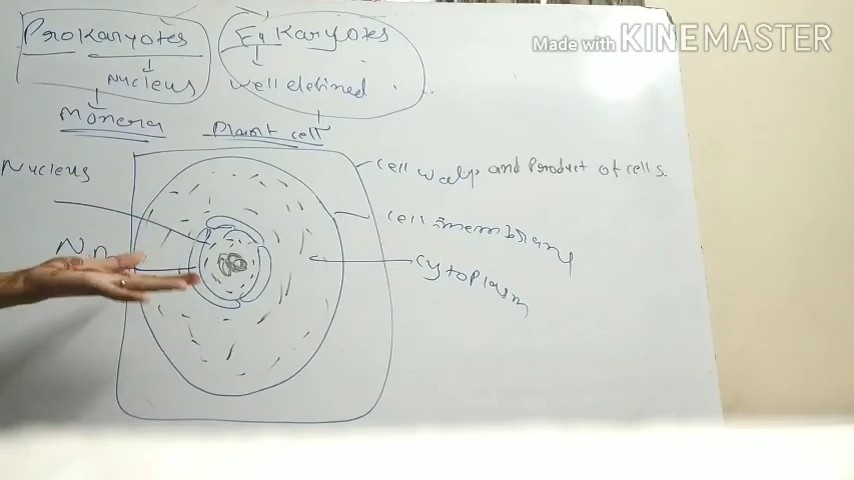 Prokaryotes
Nucleus
Monera
Eukaryotes
well defined
Plant cell
Made with KINEMASTER
Nucleus
cell wall and Product of cells.
cell membrane
cytoplasm